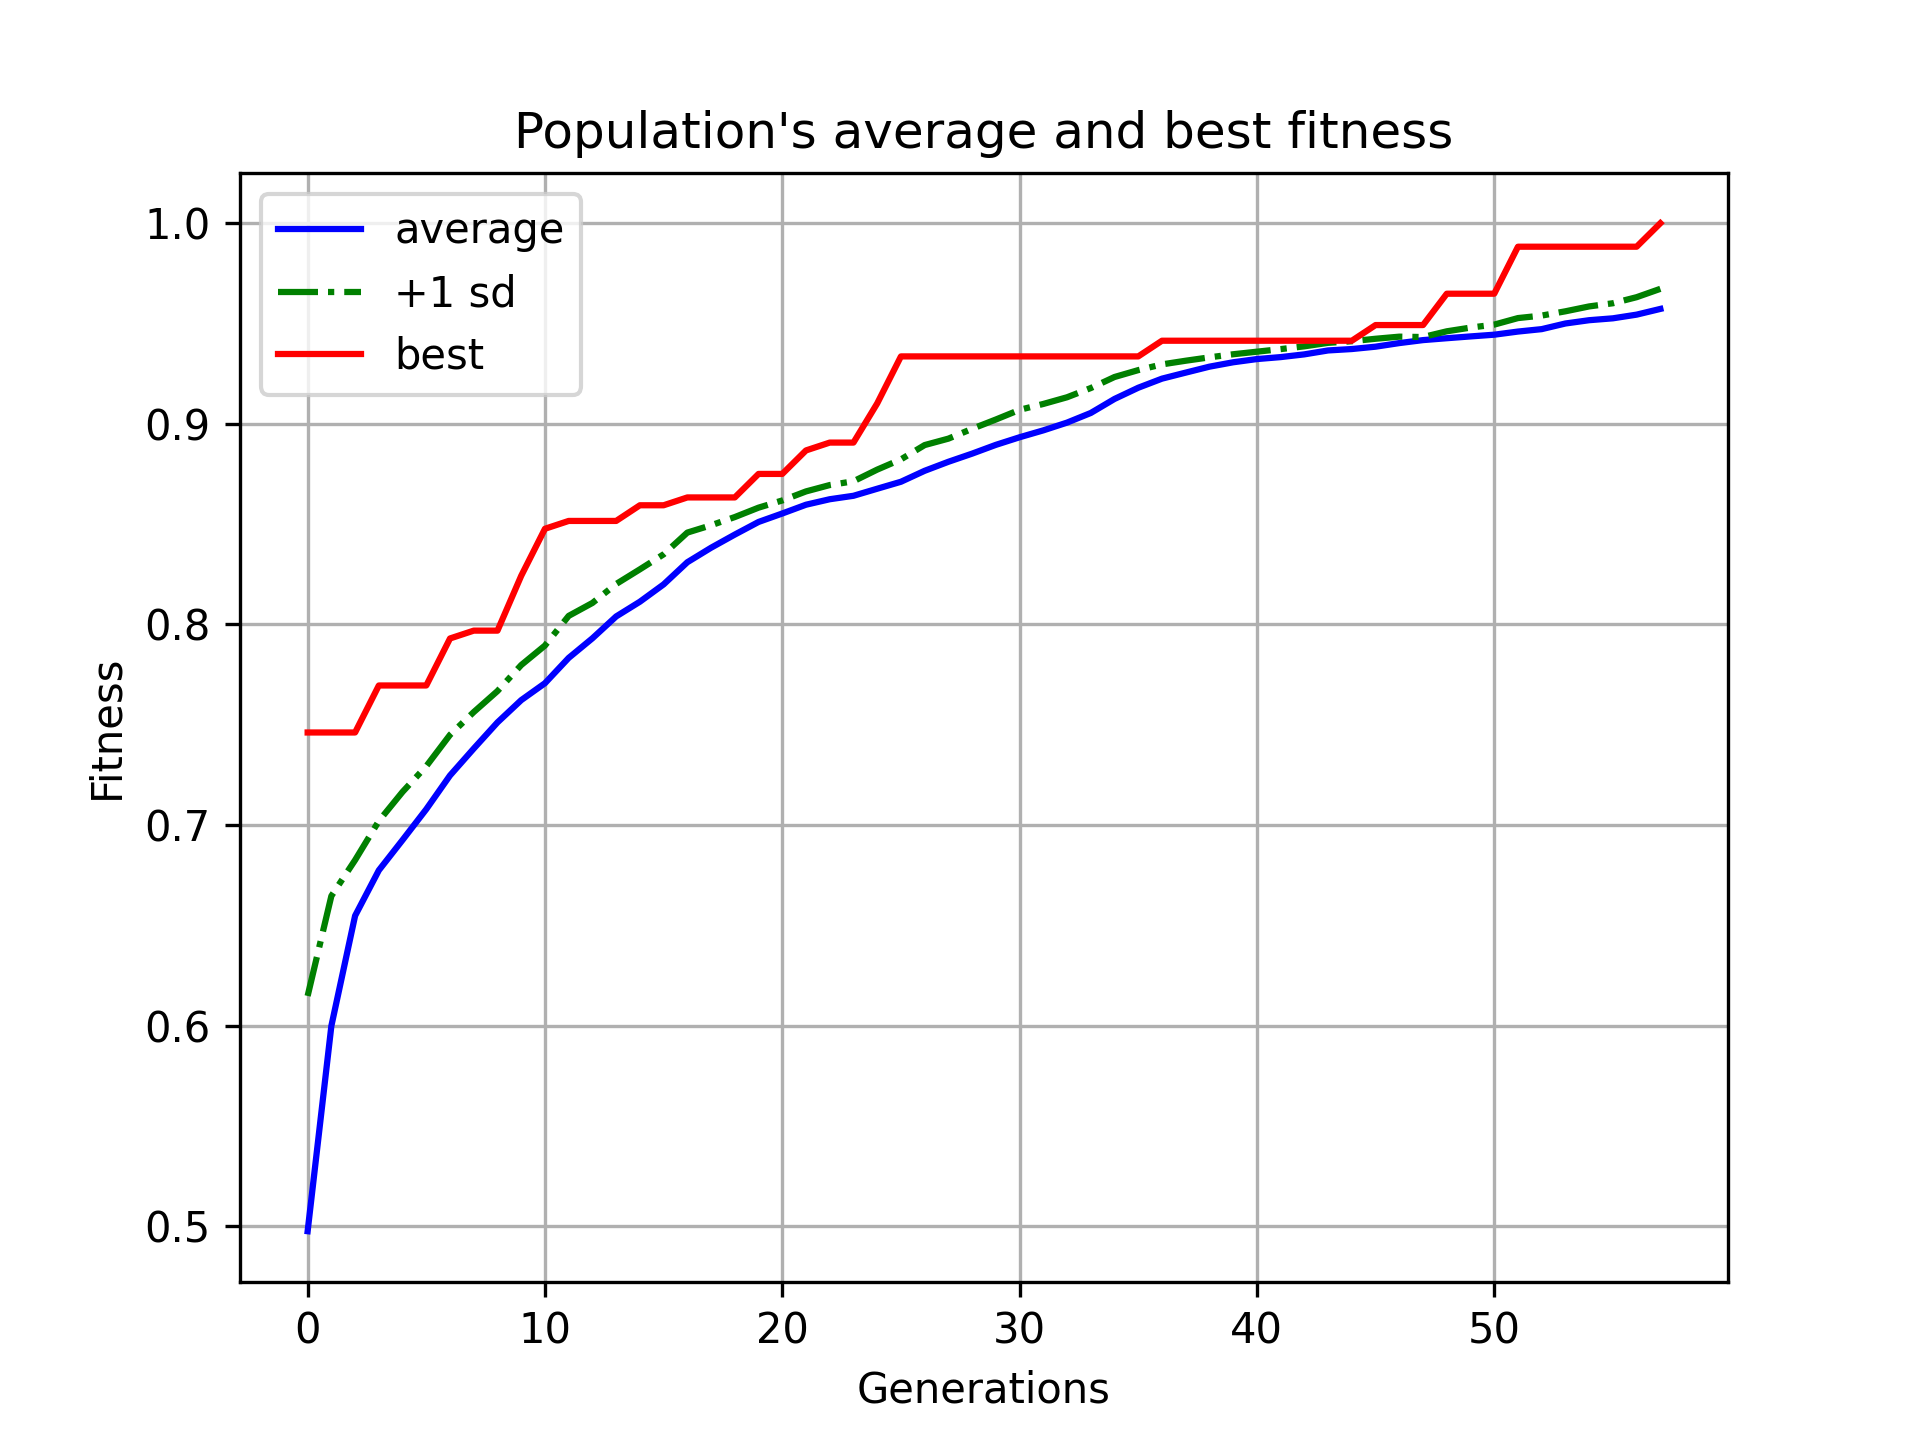 Population's average and best fitness
average
+1 sd
best
1.0
0.9
0.8
0.7
0.6
0.5
Fitness
0 10 20 30 40 50
Generations